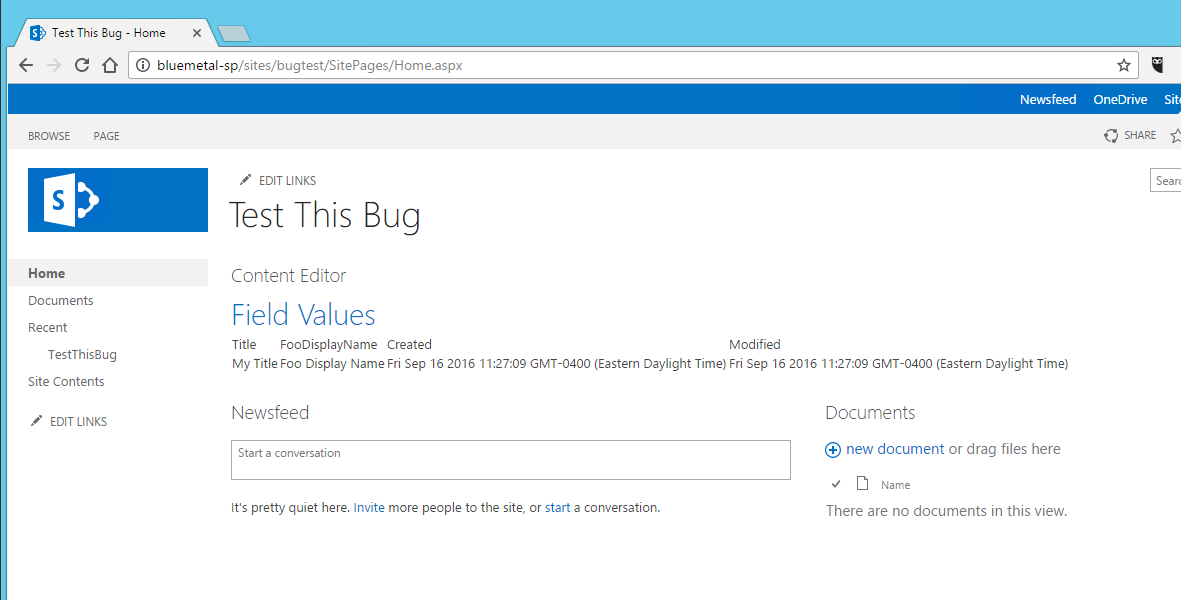 Test This Bug - Home
bluemetal-sp/sites/bugtest/SitePages/Home.aspx
Newsfeed OneDrive Site
BROWSE PAGE SHARE
S
EDIT LINKS
Sear
Test This Bug
Home
Documents
Recent
TestThisBug
Site Contents
EDIT LINKS
Content Editor
Field Values
Title FooDisplayName Created Modified
My Title Foo Display Name Fri Sep 16 2016 11:27:09 GMT-0400 (Eastern Daylight Time) Fri Sep 16 2016 11:27:09 GMT-0400 (Eastern Daylight Time)
Newsfeed
Start a conversation
It's pretty quiet here. Invite more people to the site, or start a conversation.
Documents
new document or drag files here
Name
There are no documents in this view.